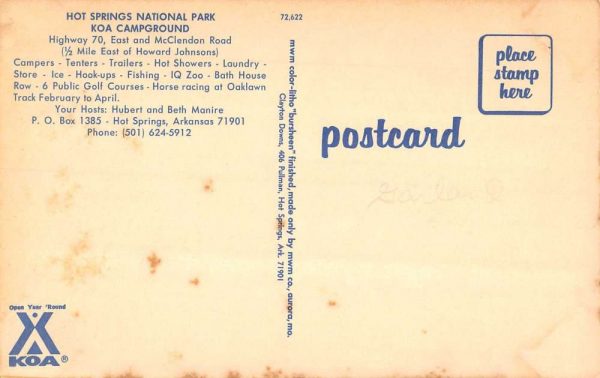 HOT SPRINGS NATIONAL PARK
KOA CAMPGROUND
Highway 70, East and McClendon Road
(½ Mile East of Howard Johnsons)
Campers - Tenters - Trailers - Hot Showers - Laundry -
Store - Ice - Hook-ups - Fishing - IQ Zoo - Bath House
Row - 6 Public Golf Courses - Horse racing at Oaklawn
Track February to April.
Your Hosts: Hubert and Beth Manire
P. O. Box 1385 - Hot Springs, Arkansas 71901
Phone: (501) 624-5912
72,622
mwm color-litho "bursheen" finished, made only by mwm co., aurora, mo.
Clayton Downs, 406 Pullman, Hot Springs, Ark. 71901
place
stamp
here
postcard
Garland
Open Year 'Round
KOA®